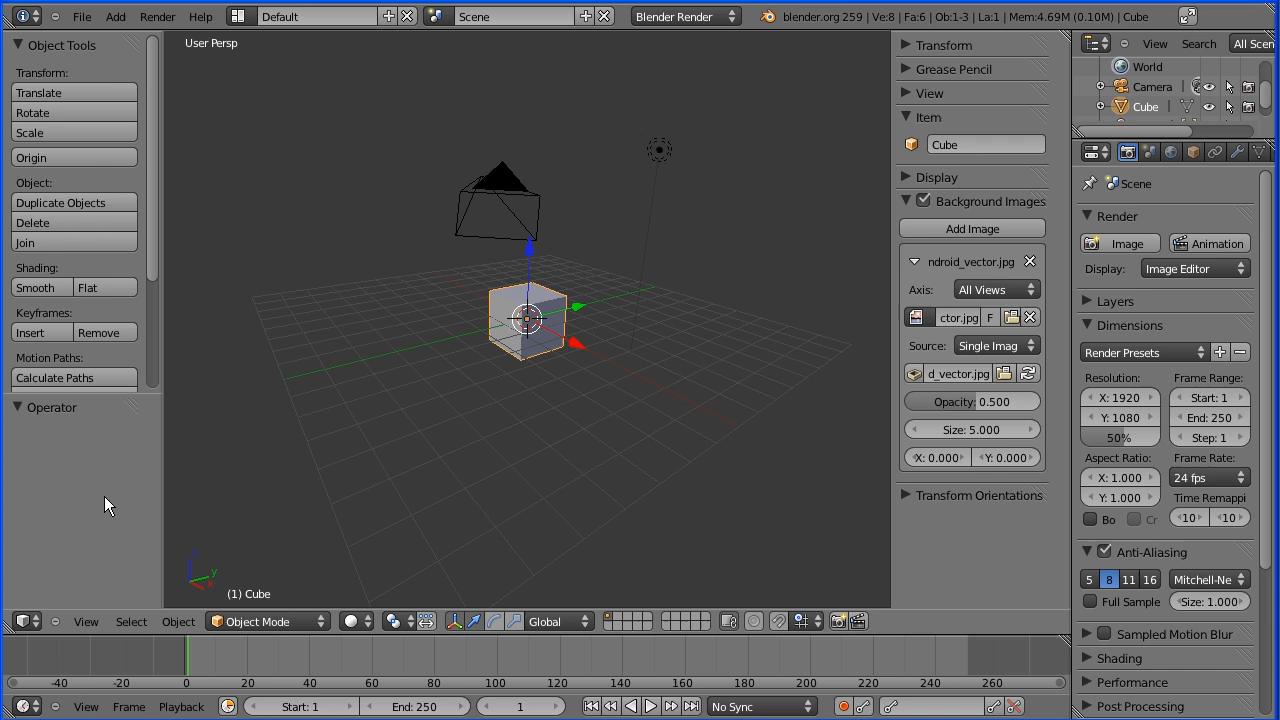 File Add Render Help Default Scene Blender Render blender.org 259 | Ve:8 | Fa:6 | Ob:1-3 | La:1 | Mem:4.69M (0.10M) | Cube
Object Tools
Transform:
Translate
Rotate
Scale
Origin
Object:
Duplicate Objects
Delete
Join
Shading:
Smooth Flat
Keyframes:
Insert Remove
Motion Paths:
Calculate Paths
Operator
User Persp
z
y
x
(1) Cube
Transform
Grease Pencil
View
Item
Cube
Display
Background Images
Add Image
ndroid_vector.jpg
Axis: All Views
ctor.jpg F
Source: Single Imag
d_vector.jpg
Opacity: 0.500
Size: 5.000
X: 0.000 Y: 0.000
Transform Orientations
View Search All Scen
World
Camera
Cube
Scene
Render
Image Animation
Display: Image Editor
Layers
Dimensions
Render Presets
Resolution: Frame Range:
X: 1920 Start: 1
Y: 1080 End: 250
50% Step: 1
Aspect Ratio: Frame Rate:
X: 1.000 24 fps
Y: 1.000 Time Remappi
Bo Cr 10 10
Anti-Aliasing
5 8 11 16 Mitchell-Ne
Full Sample Size: 1.000
Sampled Motion Blur
Shading
Performance
Post Processing
View Select Object Object Mode Global
-40 -20 0 20 40 60 80 100 120 140 160 180 200 220 240 260
View Frame Playback Start: 1 End: 250 1 No Sync